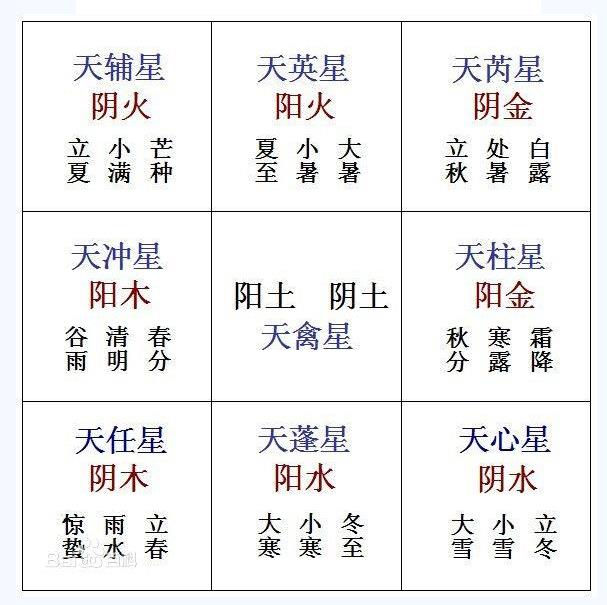 天辅星
阴火
立 小 芒
夏 满 种
天英星
阳火
夏 小 大
至 暑 暑
天芮星
阴金
立 处 白
秋 暑 露
天冲星
阳木
谷 清 春
雨 明 分
阳土 阴土
天禽星
天柱星
阳金
秋 寒 霜
分 露 降
天任星
阴木
惊 雨 立
蛰 水 春
Bai 百科
天蓬星
阳水
大 小 冬
寒 寒 至
天心星
阴水
大 小 立
雪 雪 冬